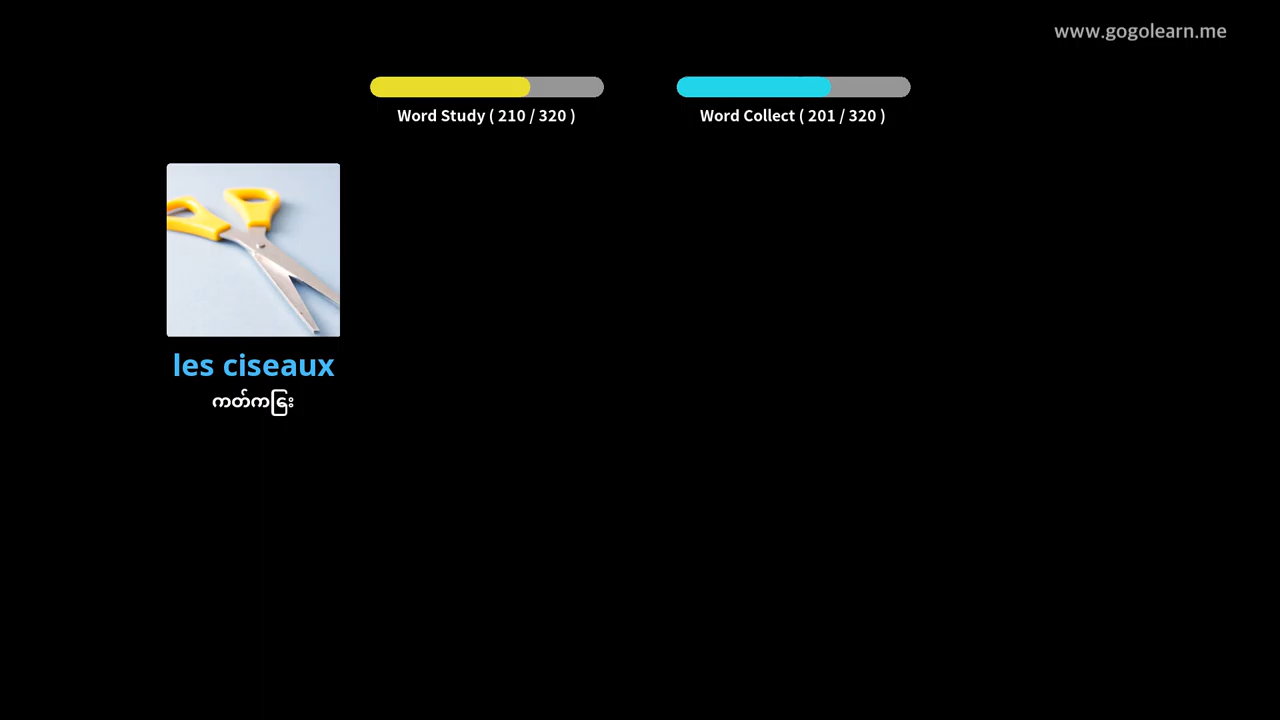 www.gogolearn.me
Word Study ( 210 / 320 )
Word Collect ( 201 / 320 )
les ciseaux
ကတ်ကြေး